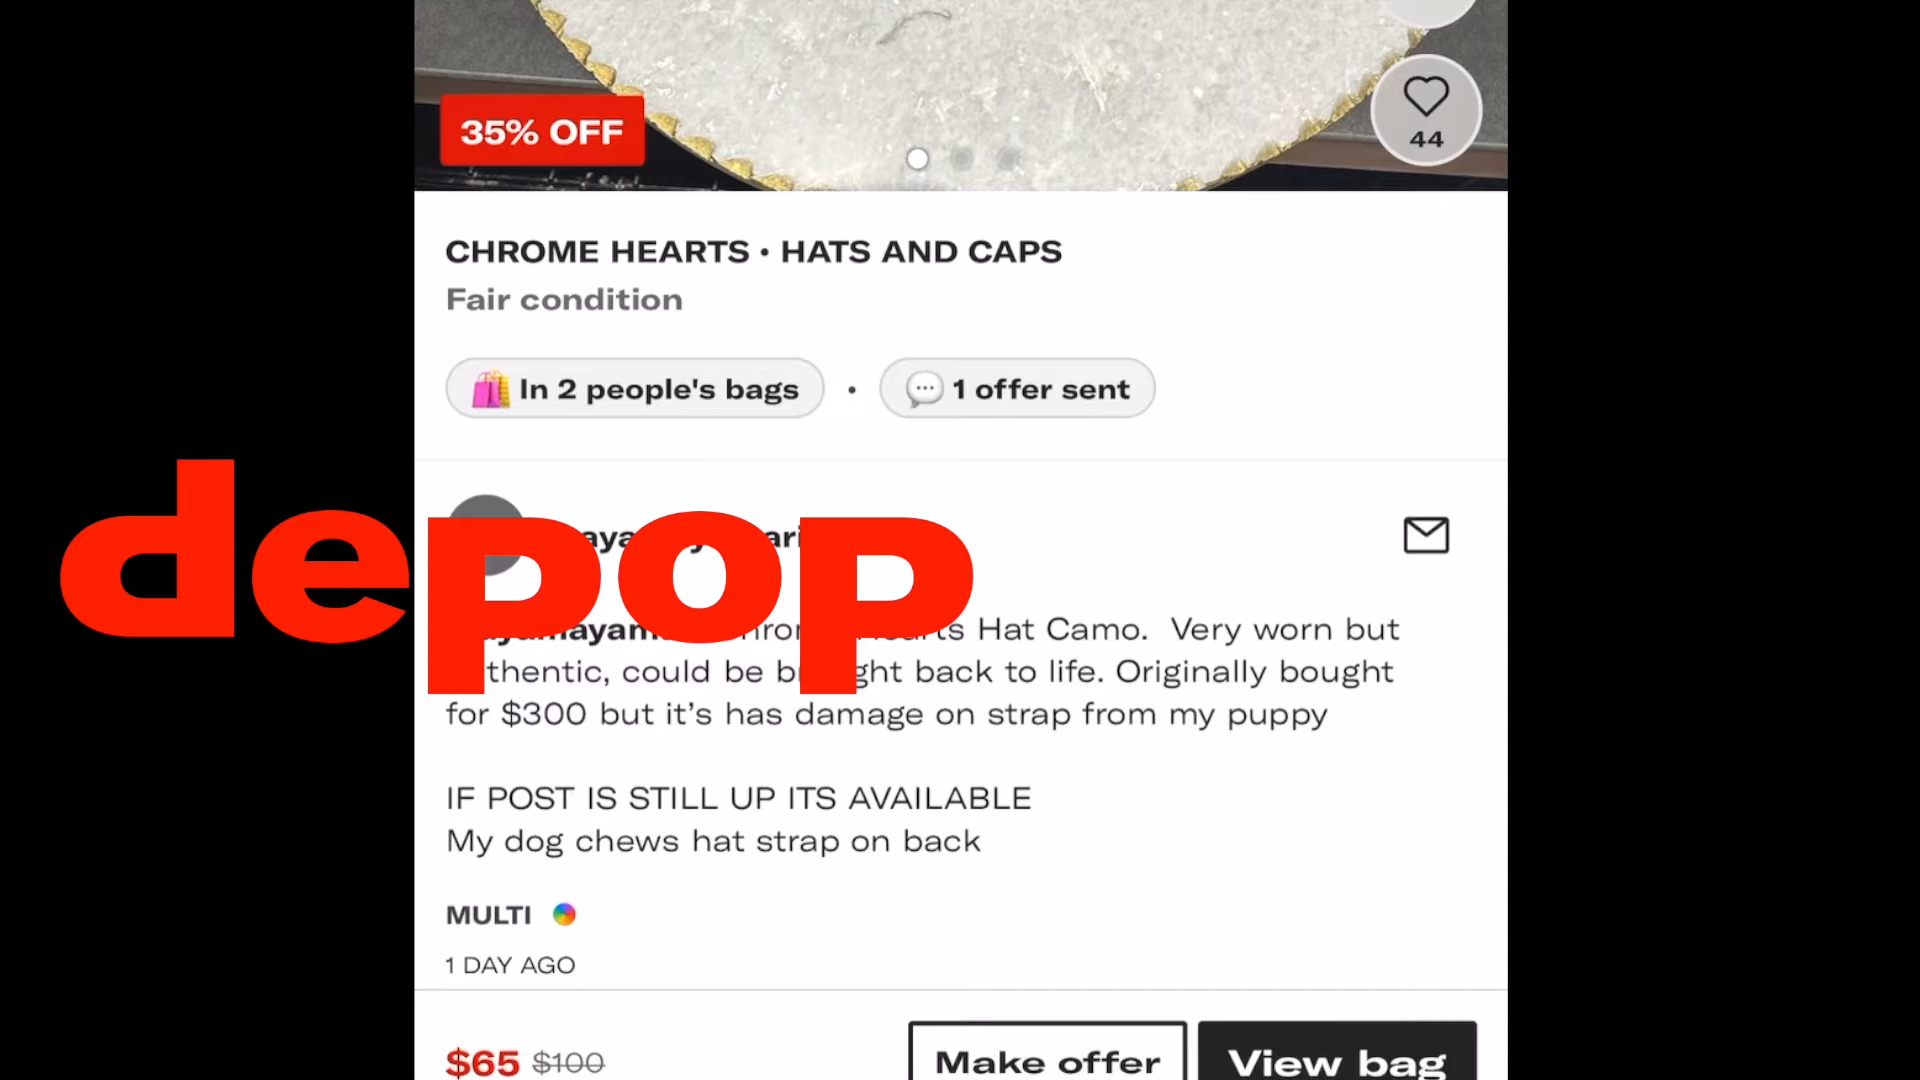 35% OFF
44
CHROME HEARTS • HATS AND CAPS
Fair condition
In 2 people's bags • 1 offer sent
depop
Hat Camo. Very worn but
could be back to life. Originally bought
for $300 but it's has damage on strap from my puppy
IF POST IS STILL UP ITS AVAILABLE
My dog chews hat strap on back
MULTI
1 DAY AGO
$65 $100 Make offer View bag